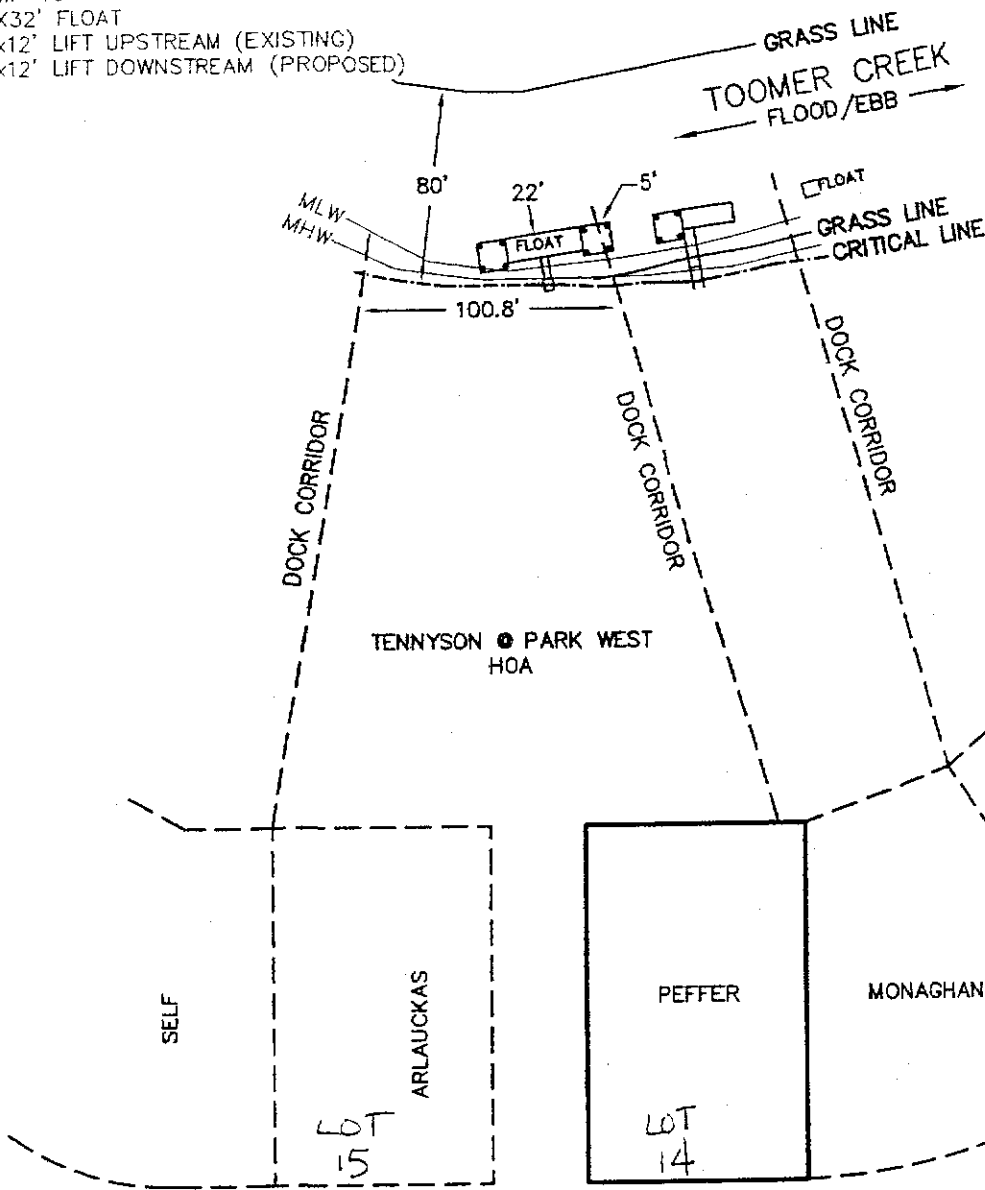 X32' FLOAT
x12' LIFT UPSTREAM (EXISTING)
x12' LIFT DOWNSTREAM (PROPOSED)
GRASS LINE
TOOMER CREEK
FLOOD/EBB
80'
22'
5'
FLOAT
MLW
MHW
FLOAT
GRASS LINE
CRITICAL LINE
100.8'
DOCK CORRIDOR
DOCK CORRIDOR
DOCK CORRIDOR
TENNYSON @ PARK WEST
HOA
SELF
ARLAUCKAS
PEFFER
MONAGHAN
LOT
15
LOT
14